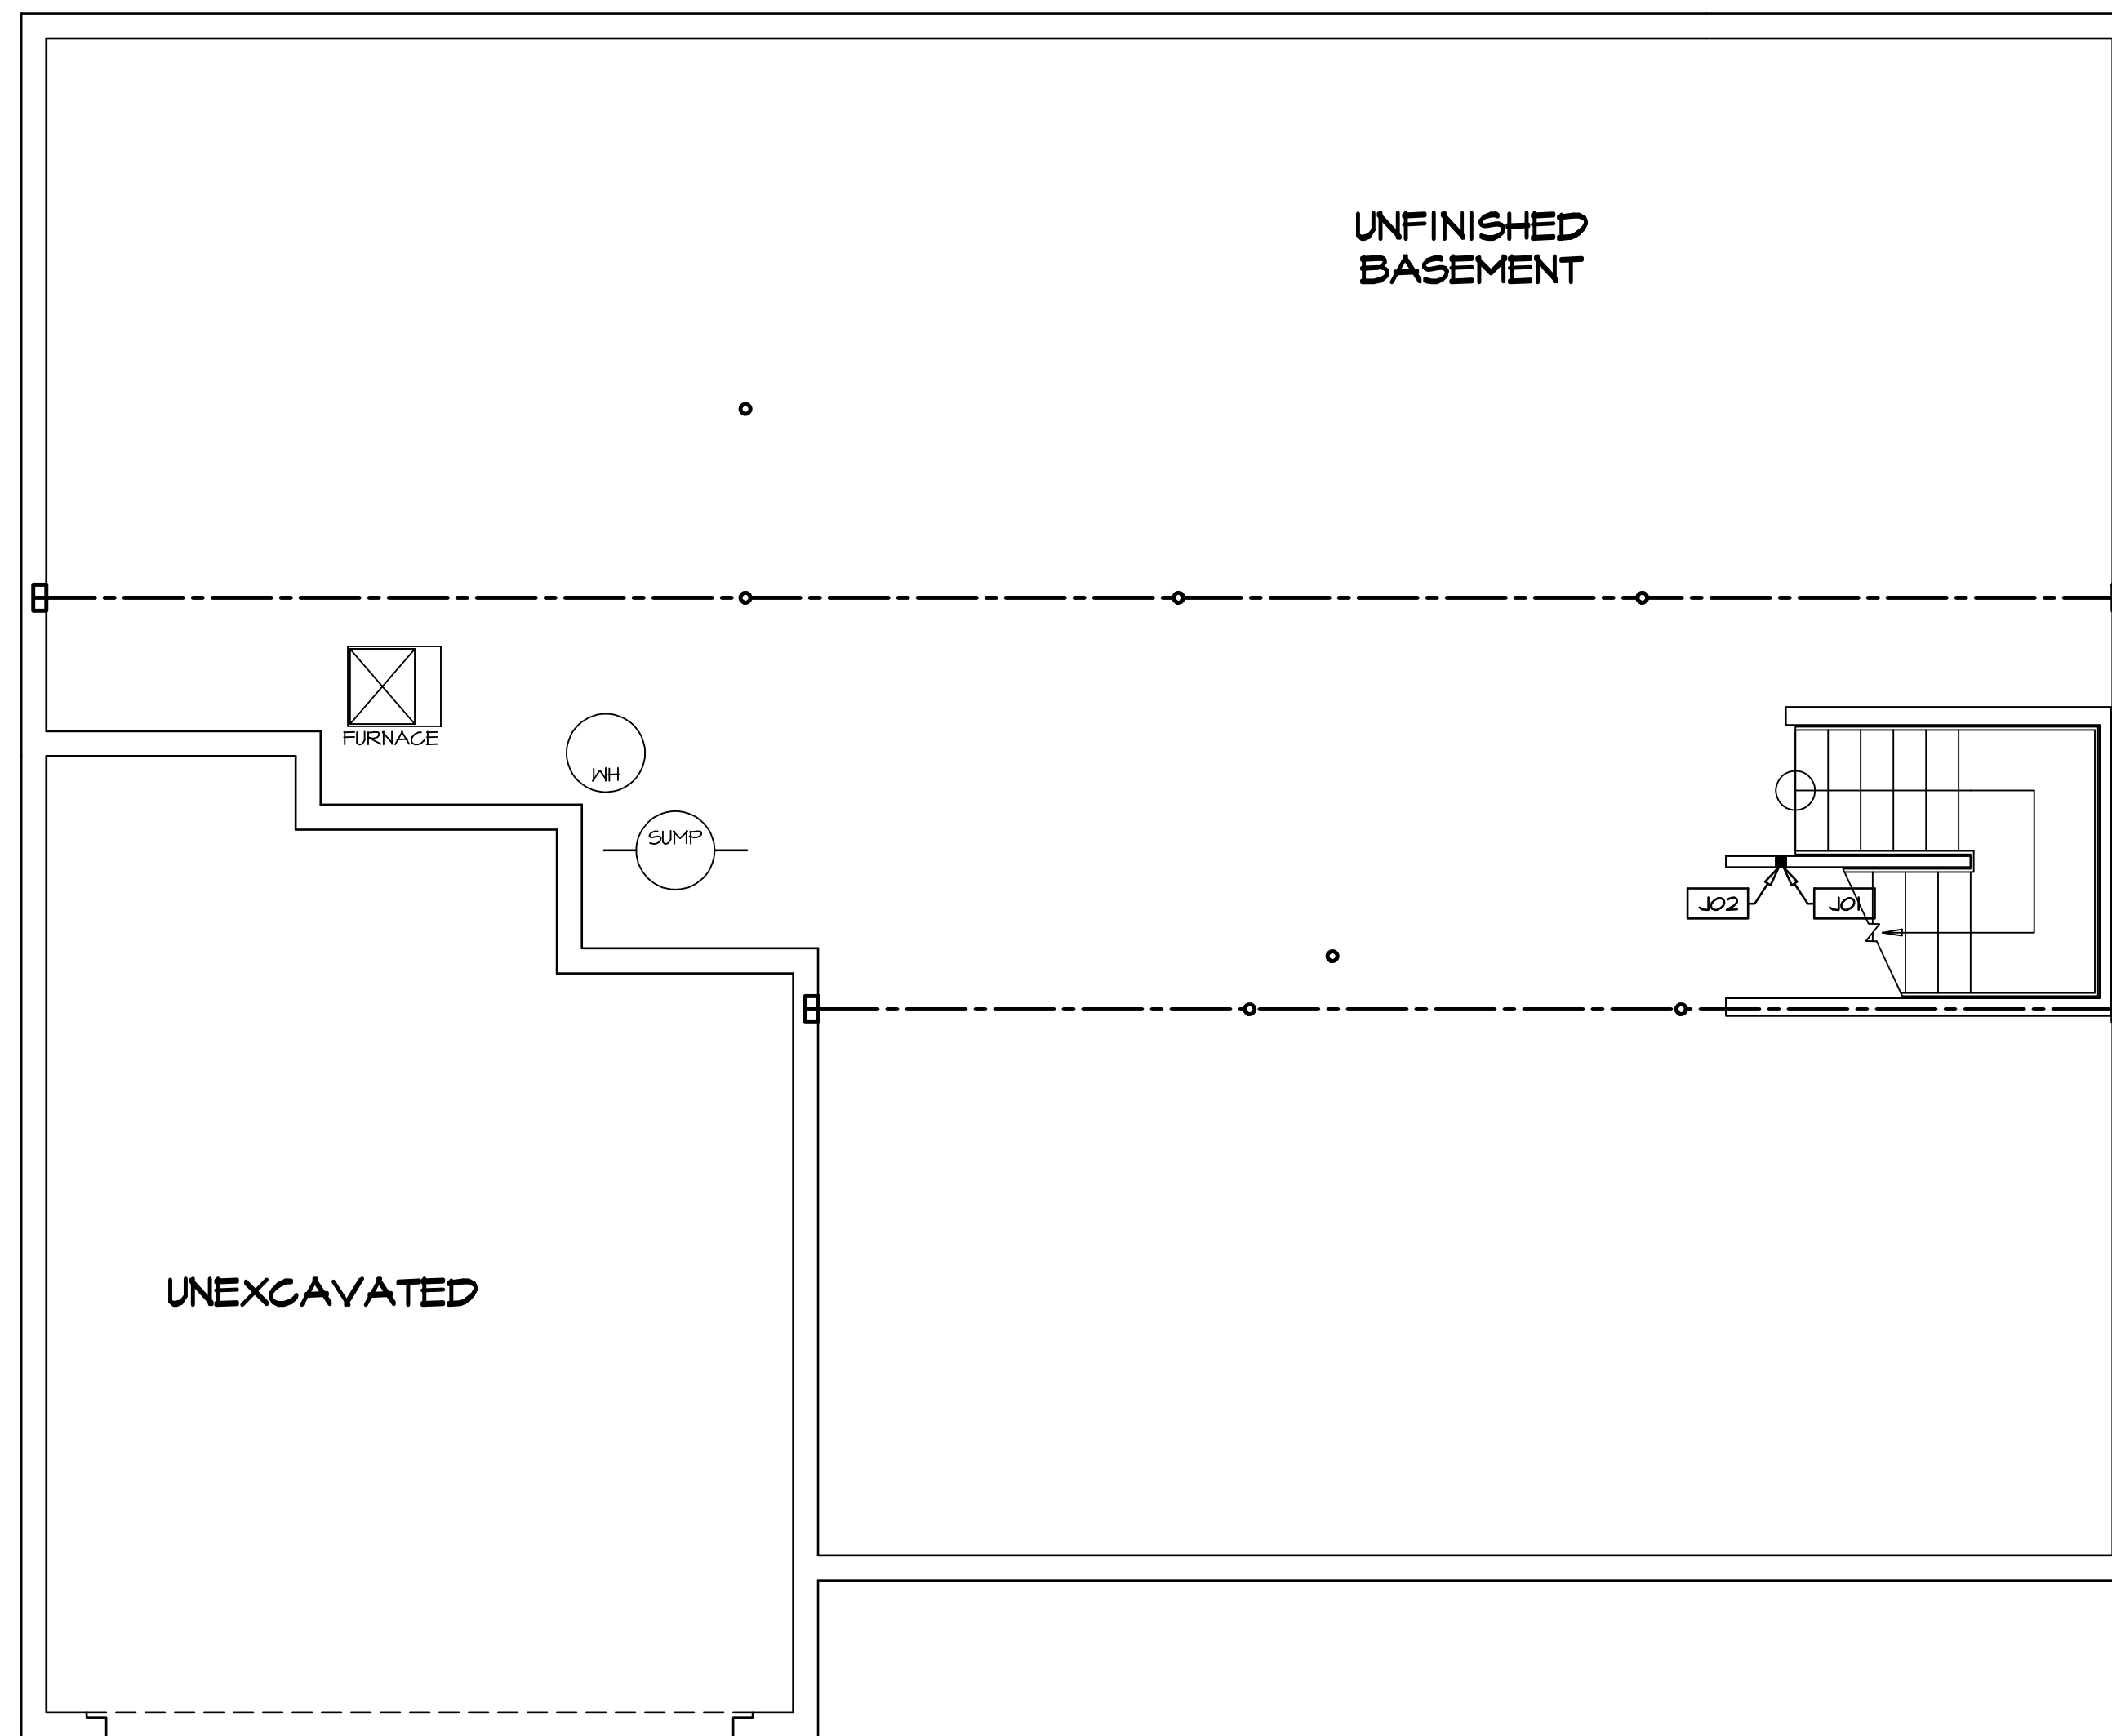 UNFINISHED
BASEMENT
FURNACE
WH
SUMP
J02
J01
UNEXCAVATED